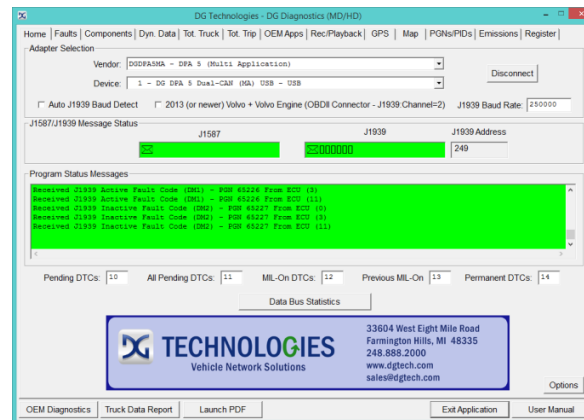 DG Technologies - DG Diagnostics (MD/HD)
Home Faults Components Dyn. Data Tot. Truck Tot. Trip OEM Apps Rec/Playback GPS Map PGNs/PIDs Emissions Register
Adapter Selection
Vendor: DGDPA5MA - DPA 5 (Multi Application)
Device: 1 - DG DPA 5 Dual-CAN (MA) USB - USB
Disconnect
Auto J1939 Baud Detect 2013 (or newer) Volvo + Volvo Engine (OBDII Connector - J1939:Channel=2) J1939 Baud Rate: 250000
J1587/J1939 Message Status
J1587 J1939 J1939 Address
249
Program Status Messages
Received J1939 Active Fault Code (DM1) - PGN 65226 From ECU (3)
Received J1939 Active Fault Code (DM1) - PGN 65226 From ECU (11)
Received J1939 Inactive Fault Code (DM2) - PGN 65227 From ECU (0)
Received J1939 Inactive Fault Code (DM2) - PGN 65227 From ECU (3)
Received J1939 Inactive Fault Code (DM2) - PGN 65227 From ECU (11)
Pending DTCs: 10 All Pending DTCs: 11 MIL-On DTCs: 12 Previous MIL-On 13 Permanent DTCs: 14
Data Bus Statistics
DG TECHNOLOGIES
Vehicle Network Solutions
33604 West Eight Mile Road
Farmington Hills, MI 48335
248.888.2000
www.dgtech.com
sales@dgtech.com
Options
OEM Diagnostics Truck Data Report Launch PDF Exit Application User Manual